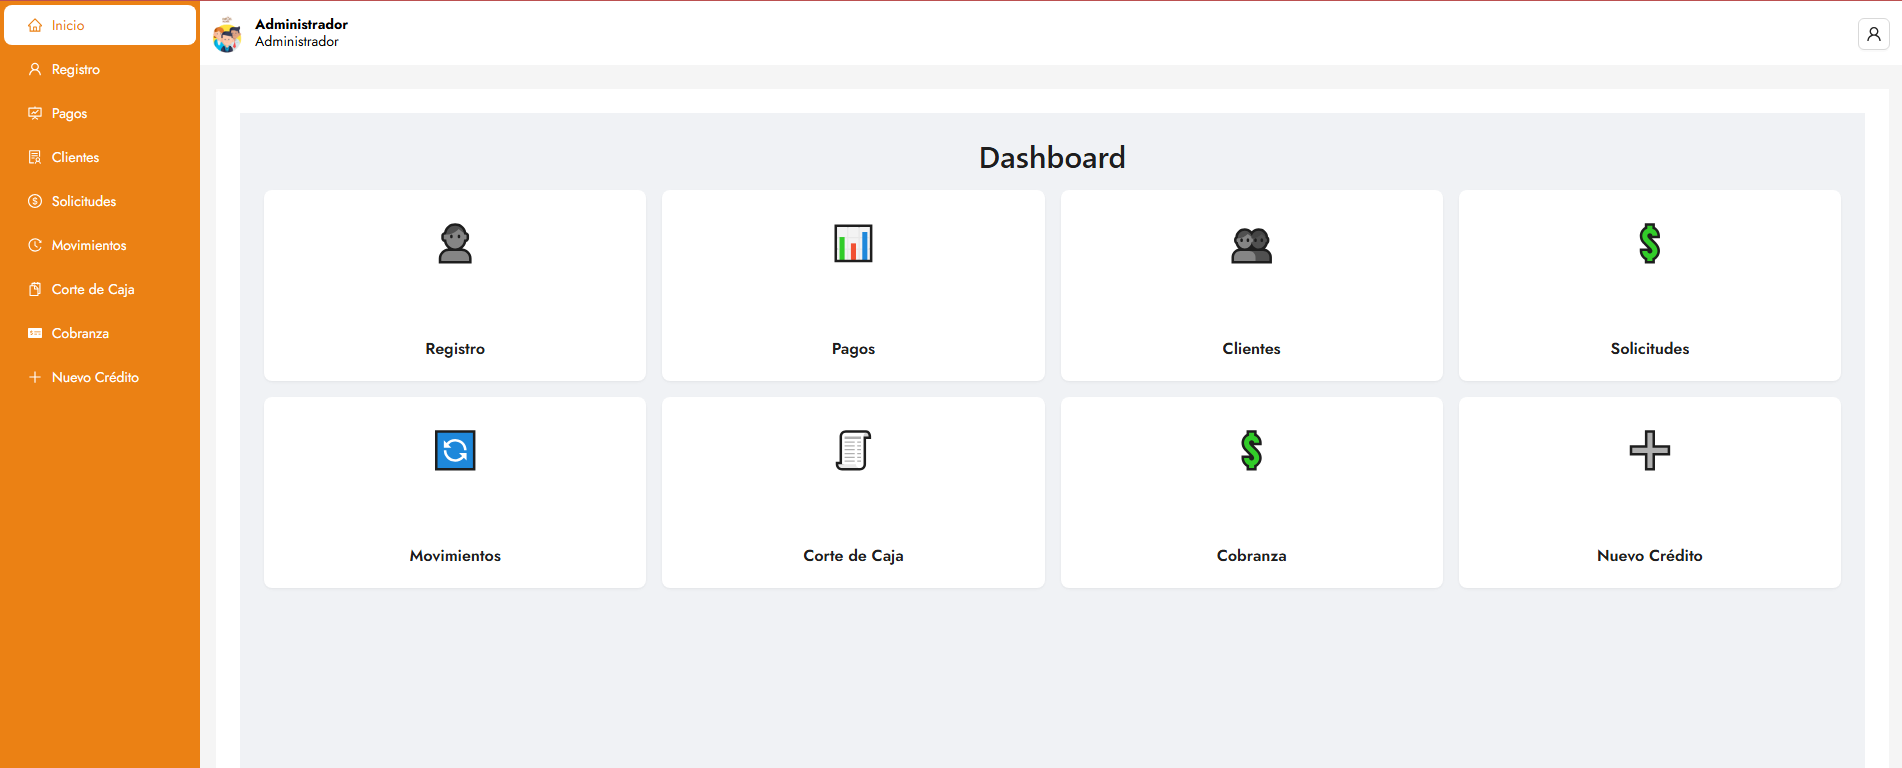 Inicio
Registro
Pagos
Clientes
Solicitudes
Movimientos
Corte de Caja
Cobranza
Nuevo Crédito
Administrador
Administrador
Dashboard
Registro
Pagos
Clientes
Solicitudes
Movimientos
Corte de Caja
Cobranza
Nuevo Crédito